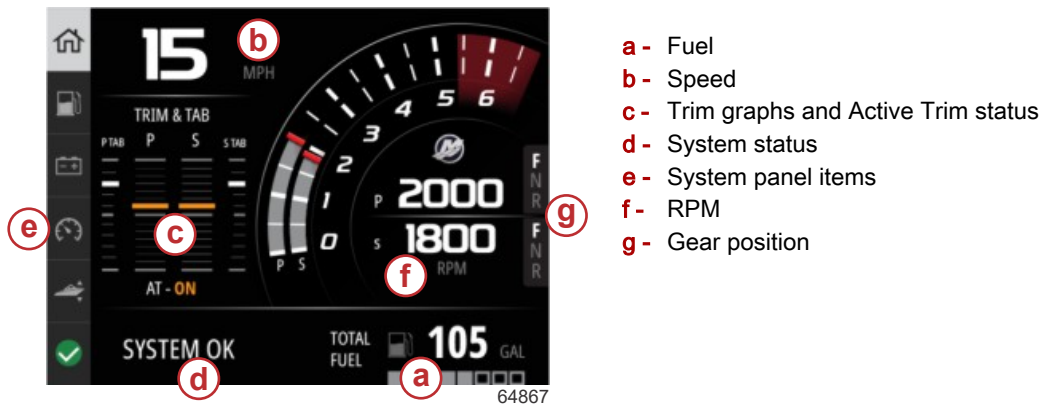 15
b
MPH
TRIM & TAB
P TAB P S S TAB
c
AT - ON
e
SYSTEM OK
d
0 1 2 3 4 5 6
P S
P 2000
S 1800
RPM
f
F
N
R
F
N
R
g
TOTAL
FUEL
105 GAL
a
64867
a - Fuel
b - Speed
c - Trim graphs and Active Trim status
d - System status
e - System panel items
f - RPM
g - Gear position